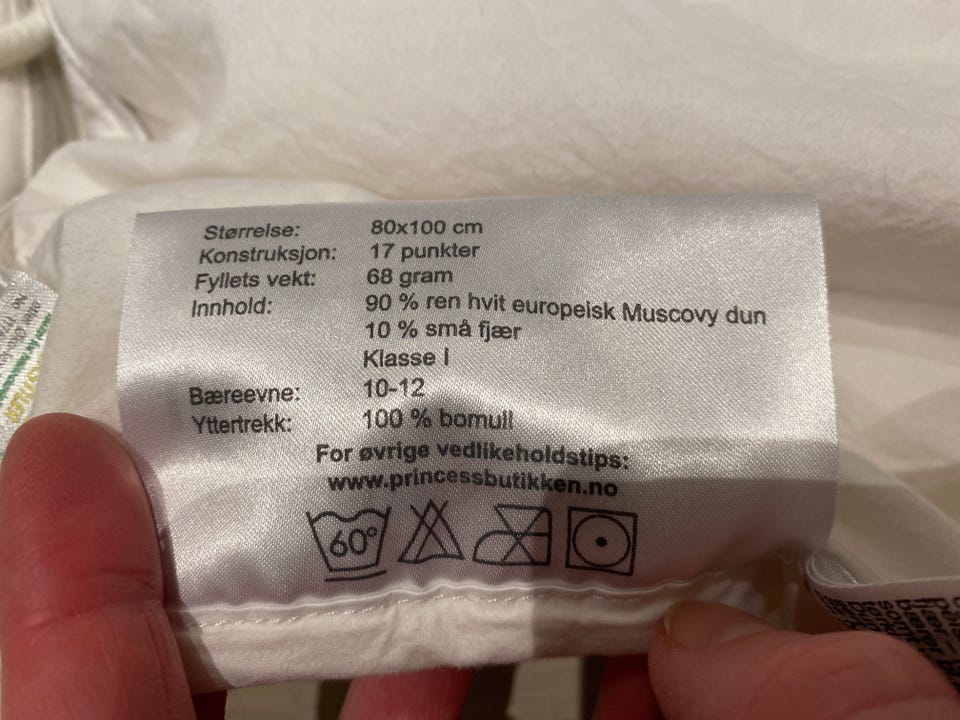 Størrelse: 80x100 cm
Konstruksjon: 17 punkter
Fyllets vekt: 68 gram
Innhold: 90 % ren hvit europeisk Muscovy dun
10 % små fjær
Klasse I
Bæreevne: 10-12
Yttertrekk: 100 % bomull
For øvrige vedlikeholdstips:
www.princessbutikken.no
60°